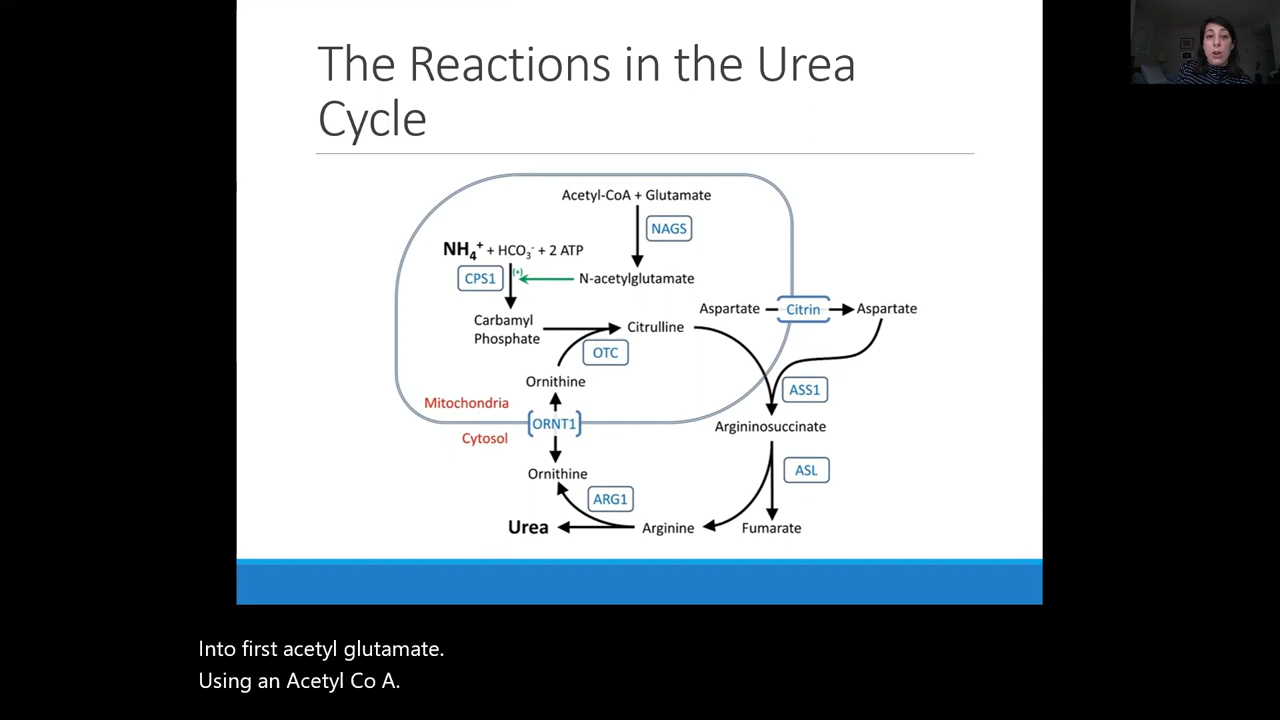 The Reactions in the Urea
Cycle
Acetyl-CoA + Glutamate
NAGS
NH4+ + HCO3- + 2 ATP
CPS1
(+)
N-acetylglutamate
Aspartate
Citrin
Aspartate
Carbamyl
Phosphate
Citrulline
OTC
Ornithine
ASS1
Mitochondria
ORNT1
Argininosuccinate
Cytosol
Ornithine
ASL
ARG1
Urea
Arginine
Fumarate
Into first acetyl glutamate.
Using an Acetyl Co A.